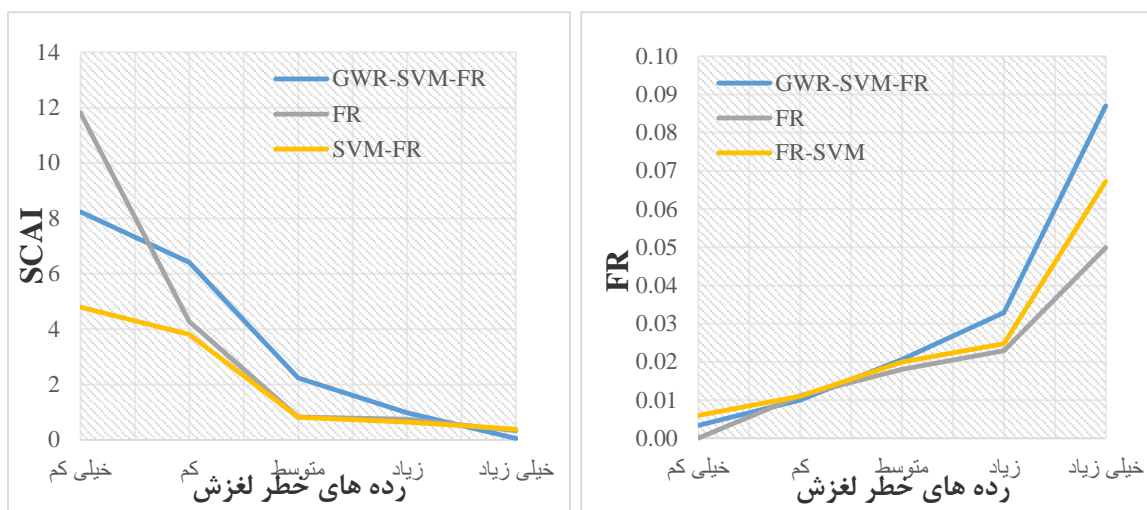 14
12
10
8
6
4
2
0
SCAI
GWR-SVM-FR
FR
SVM-FR
خیلی کم
کم
متوسط
زیاد
خیلی زیاد
رده های خطر لغزش
0.10
0.09
0.08
0.07
0.06
0.05
0.04
0.03
0.02
0.01
0.00
FR
GWR-SVM-FR
FR
FR-SVM
خیلی کم
کم
متوسط
زیاد
خیلی زیاد
رده های خطر لغزش